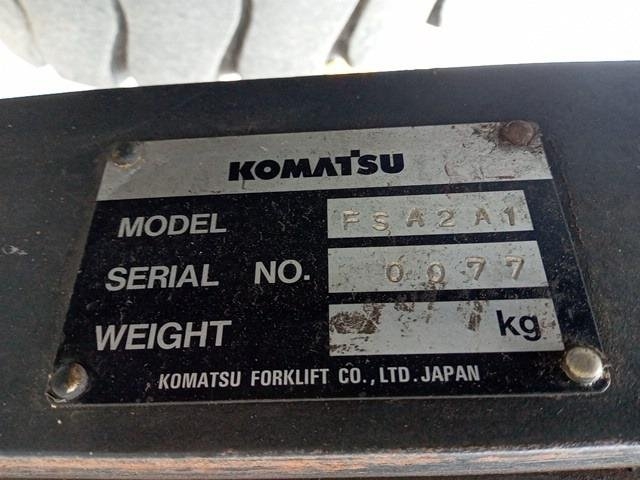 KOMATSU
MODEL FSA2A1
SERIAL NO. 0077
WEIGHT kg
KOMATSU FORKLIFT CO.,LTD.JAPAN